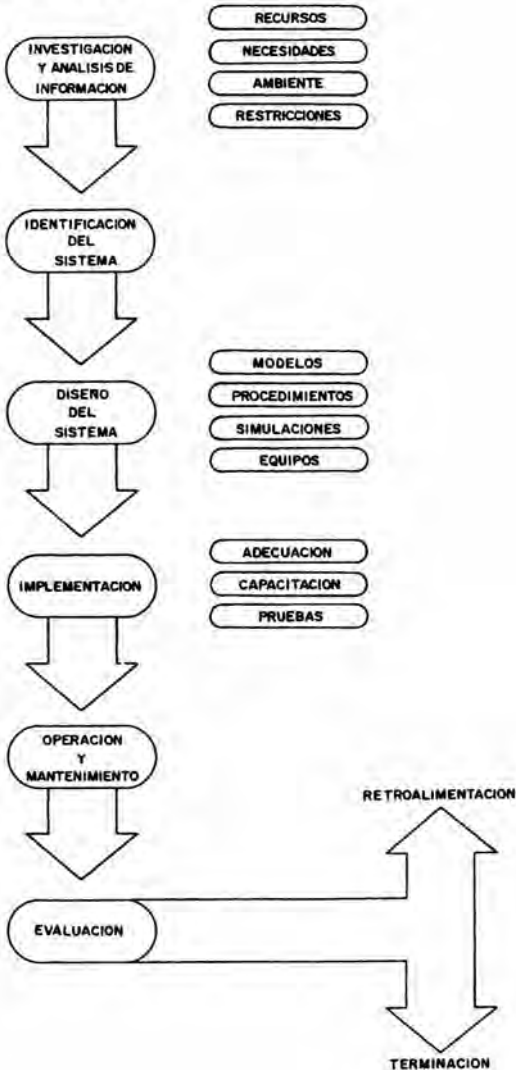 INVESTIGACION
Y ANALISIS DE
INFORMACION
RECURSOS
NECESIDADES
AMBIENTE
RESTRICCIONES
IDENTIFICACION
DEL
SISTEMA
DISEÑO
DEL
SISTEMA
MODELOS
PROCEDIMIENTOS
SIMULACIONES
EQUIPOS
IMPLEMENTACION
ADECUACION
CAPACITACION
PRUEBAS
OPERACION
Y
MANTENIMIENTO
EVALUACION
RETROALIMENTACION
TERMINACION